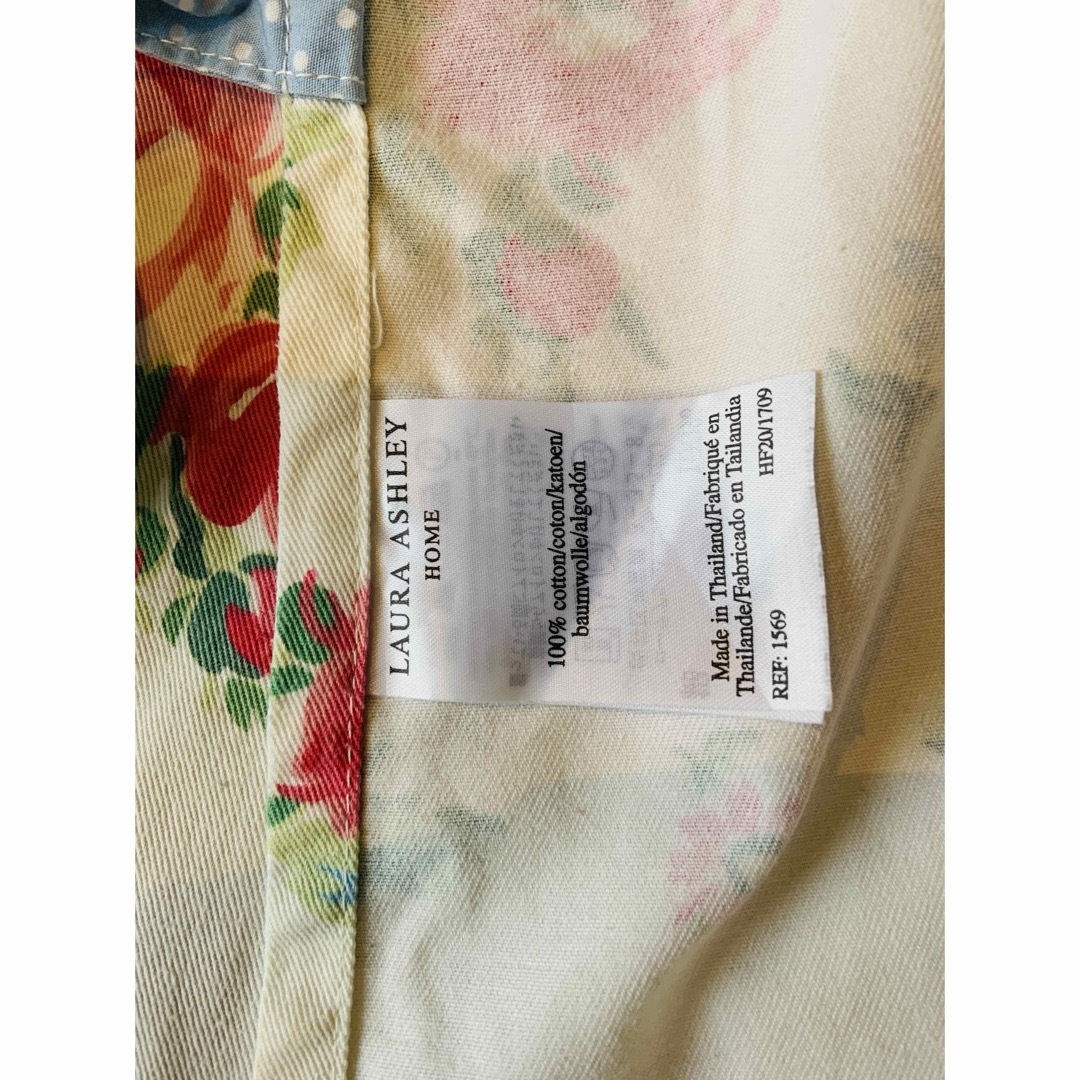 LAURA ASHLEY
HOME
100% cotton/coton/katoen/
baumwolle/algodón
Made in Thailand/Fabriqué en
Thaïlande/Fabricado en Tailandia
REF: 1569 HF20/1709